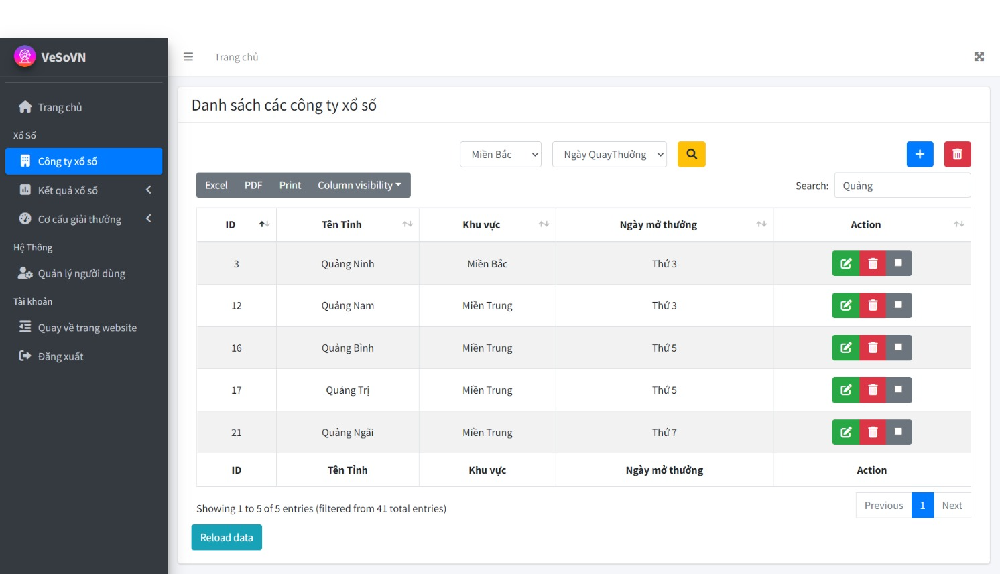 VeSoVN
Trang chủ
Trang chủ
Xổ Số
Công ty xổ số
Kết quả xổ số
Cơ cấu giải thưởng
Hệ Thông
Quản lý người dùng
Tài khoản
Quay về trang website
Đăng xuất
Danh sách các công ty xổ số
Miền Bắc
Ngày QuayThưởng
Excel PDF Print Column visibility
Search: Quảng
ID Tên Tỉnh Khu vực Ngày mở thưởng Action
3 Quảng Ninh Miền Bắc Thứ 3
12 Quảng Nam Miền Trung Thứ 3
16 Quảng Bình Miền Trung Thứ 5
17 Quảng Trị Miền Trung Thứ 5
21 Quảng Ngãi Miền Trung Thứ 7
ID Tên Tỉnh Khu vực Ngày mở thưởng Action
Showing 1 to 5 of 5 entries (filtered from 41 total entries)
Previous 1 Next
Reload data